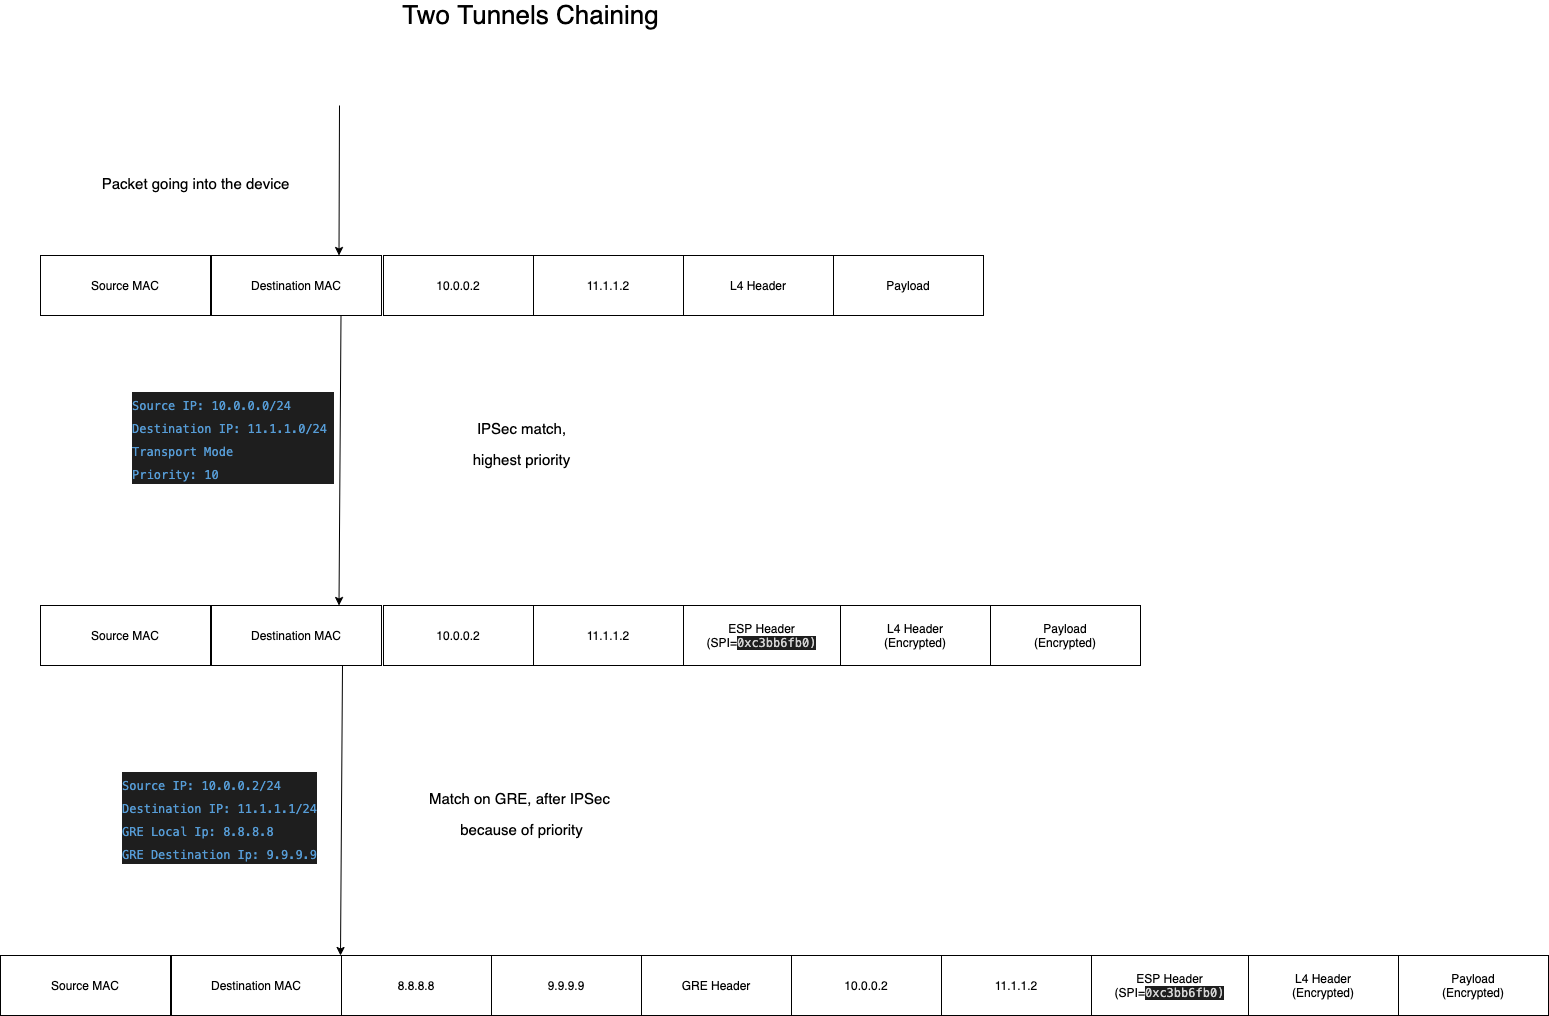 Two Tunnels Chaining
Packet going into the device
Source MAC
Destination MAC
10.0.0.2
11.1.1.2
L4 Header
Payload
Source IP: 10.0.0.0/24
Destination IP: 11.1.1.0/24
Transport Mode
Priority: 10
IPSec match,
highest priority
Source MAC
Destination MAC
10.0.0.2
11.1.1.2
ESP Header
(SPI=0xc3bb6fb0)
L4 Header
(Encrypted)
Payload
(Encrypted)
Source IP: 10.0.0.2/24
Destination IP: 11.1.1.1/24
GRE Local Ip: 8.8.8.8
GRE Destination Ip: 9.9.9.9
Match on GRE, after IPSec
because of priority
Source MAC
Destination MAC
8.8.8.8
9.9.9.9
GRE Header
10.0.0.2
11.1.1.2
ESP Header
(SPI=0xc3bb6fb0)
L4 Header
(Encrypted)
Payload
(Encrypted)